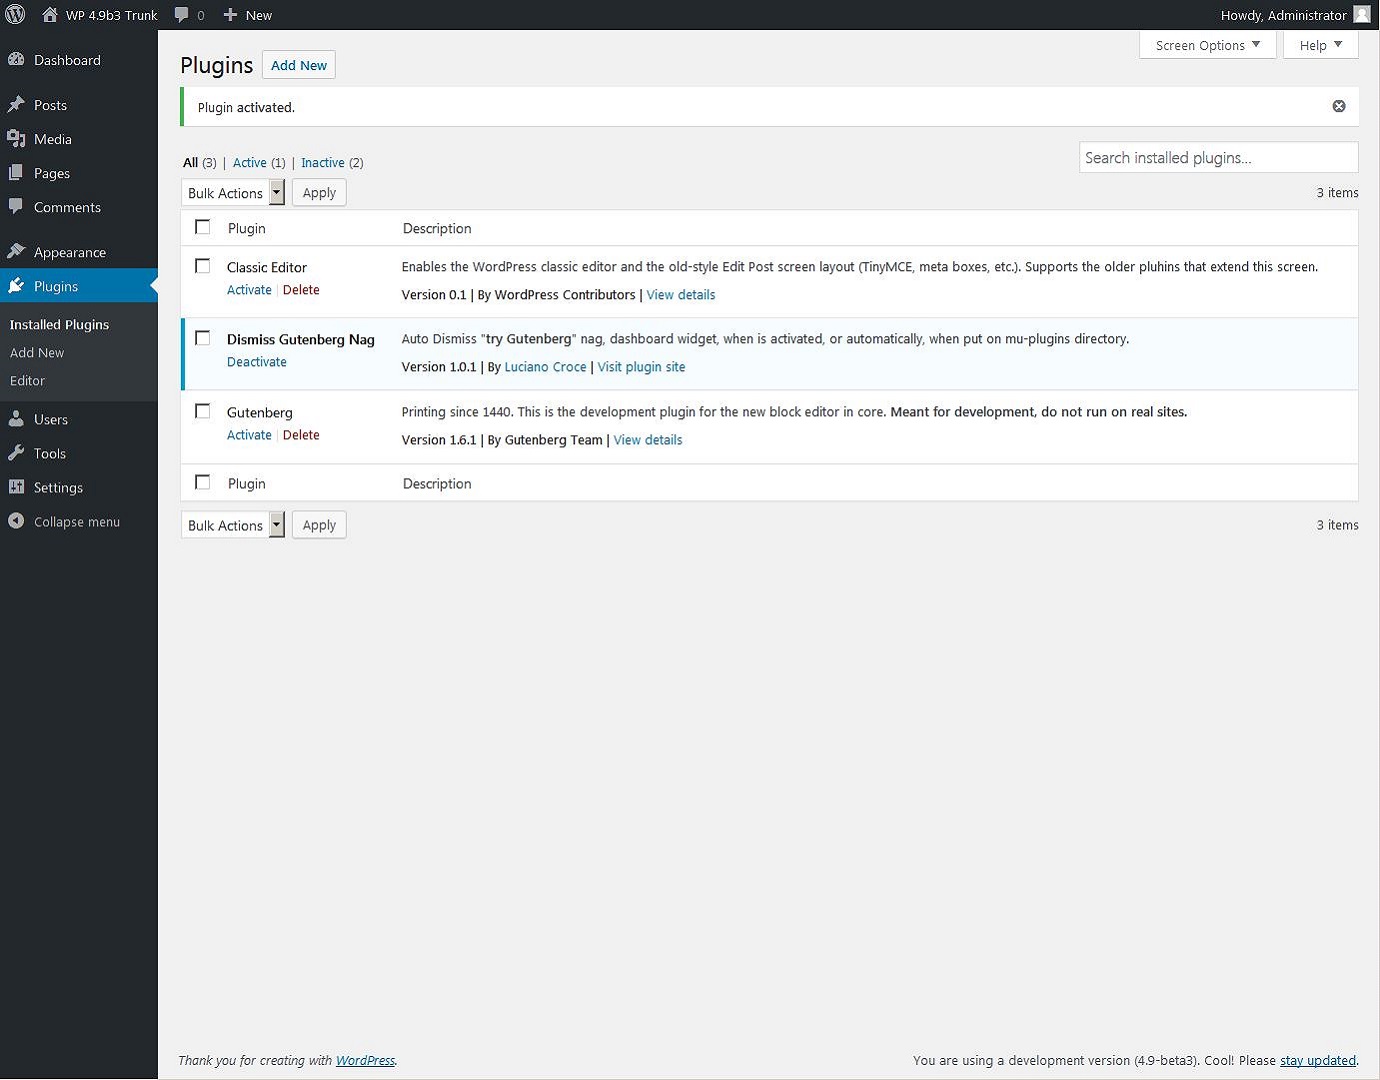 WP 4.9b3 Trunk 0 New Howdy, Administrator
Screen Options Help
Dashboard
Posts
Media
Pages
Comments
Appearance
Plugins
Installed Plugins
Add New
Editor
Users
Tools
Settings
Collapse menu
Plugins Add New
Plugin activated.
All (3) | Active (1) | Inactive (2)
Search installed plugins...
Bulk Actions Apply
3 items
Plugin Description
Classic Editor
Activate | Delete
Enables the WordPress classic editor and the old-style Edit Post screen layout (TinyMCE, meta boxes, etc.). Supports the older pluhins that extend this screen.
Version 0.1 | By WordPress Contributors | View details
Dismiss Gutenberg Nag
Deactivate
Auto Dismiss "try Gutenberg" nag, dashboard widget, when is activated, or automatically, when put on mu-plugins directory.
Version 1.0.1 | By Luciano Croce | Visit plugin site
Gutenberg
Activate | Delete
Printing since 1440. This is the development plugin for the new block editor in core. Meant for development, do not run on real sites.
Version 1.6.1 | By Gutenberg Team | View details
Plugin Description
Bulk Actions Apply
3 items
Thank you for creating with WordPress.
You are using a development version (4.9-beta3). Cool! Please stay updated.